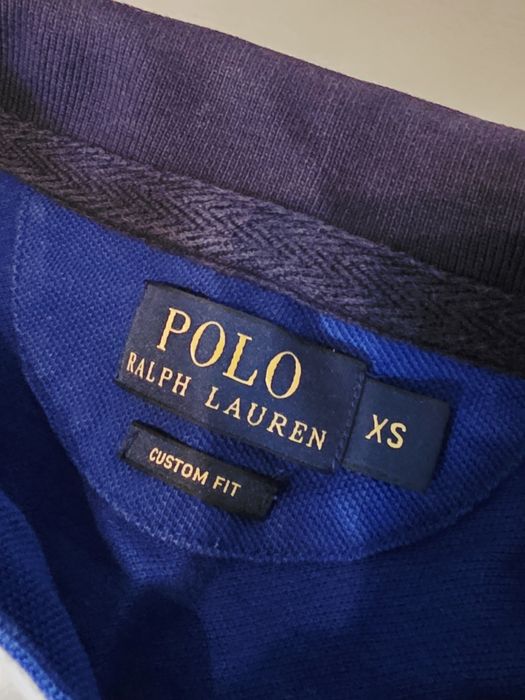 POLO
RALPH LAUREN
XS
CUSTOM FIT